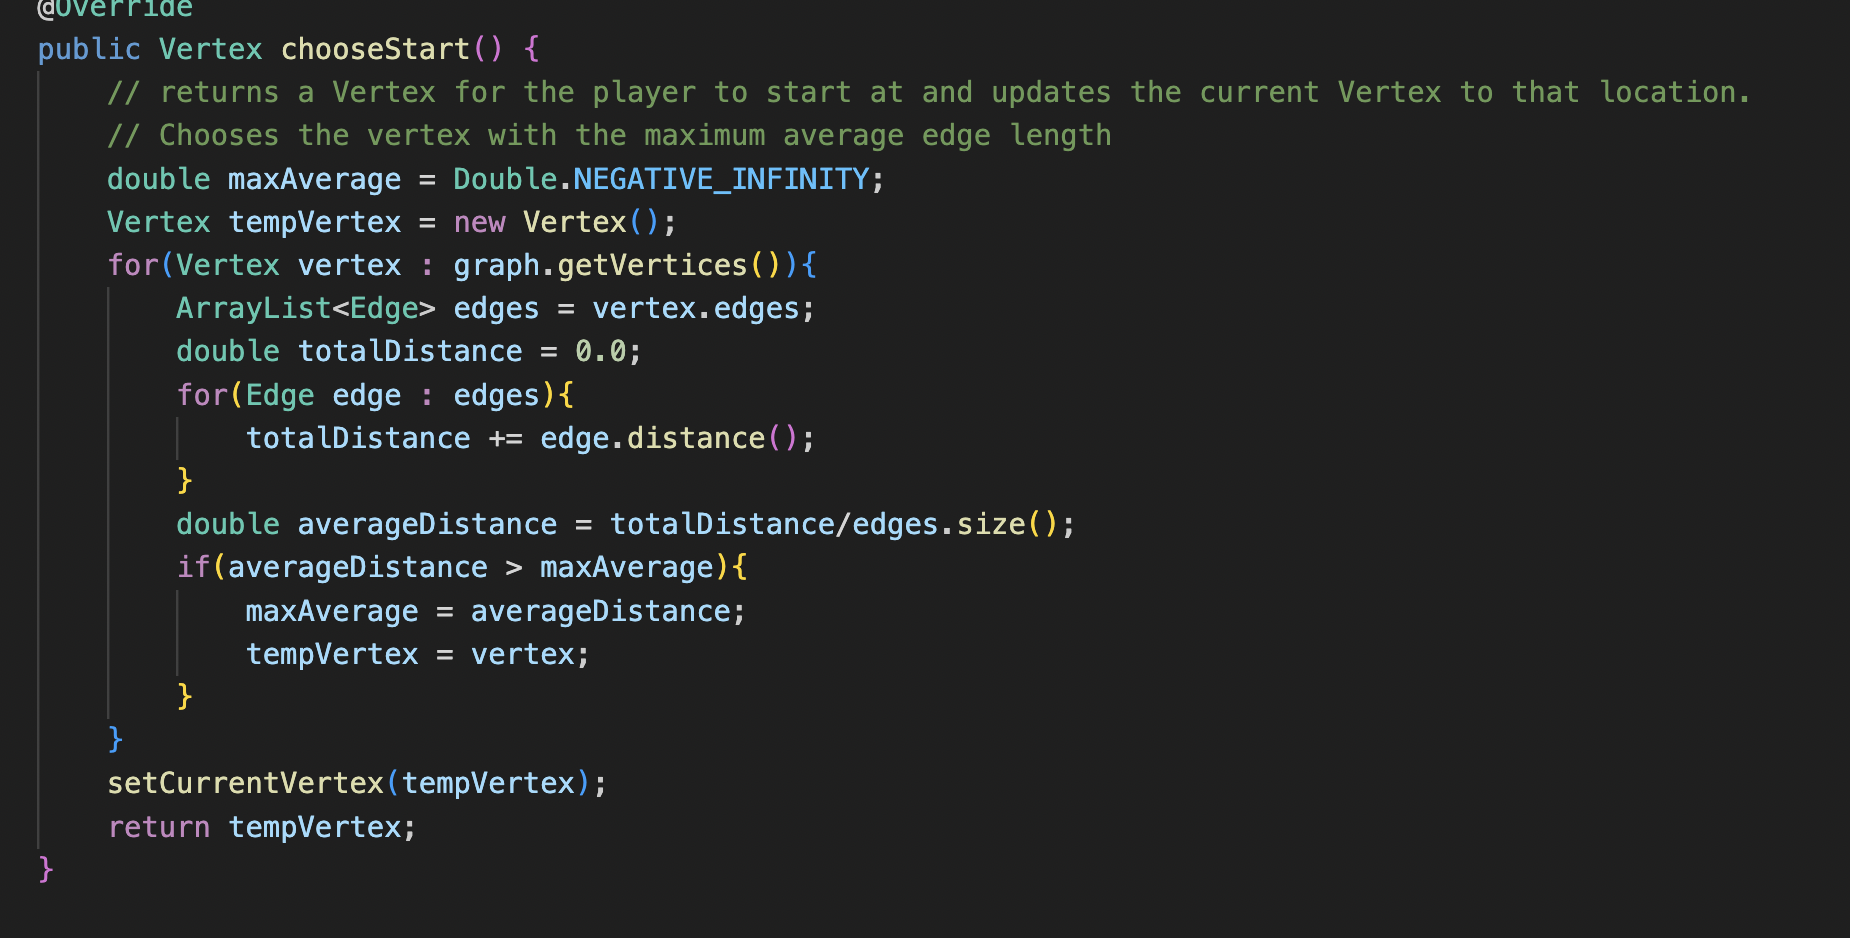 @Override
public Vertex chooseStart() {
// returns a Vertex for the player to start at and updates the current Vertex to that location.
// Chooses the vertex with the maximum average edge length
double maxAverage = Double.NEGATIVE_INFINITY;
Vertex tempVertex = new Vertex();
for(Vertex vertex : graph.getVertices()){
ArrayList<Edge> edges = vertex.edges;
double totalDistance = 0.0;
for(Edge edge : edges){
totalDistance += edge.distance();
}
double averageDistance = totalDistance/edges.size();
if(averageDistance > maxAverage){
maxAverage = averageDistance;
tempVertex = vertex;
}
}
setCurrentVertex(tempVertex);
return tempVertex;
}